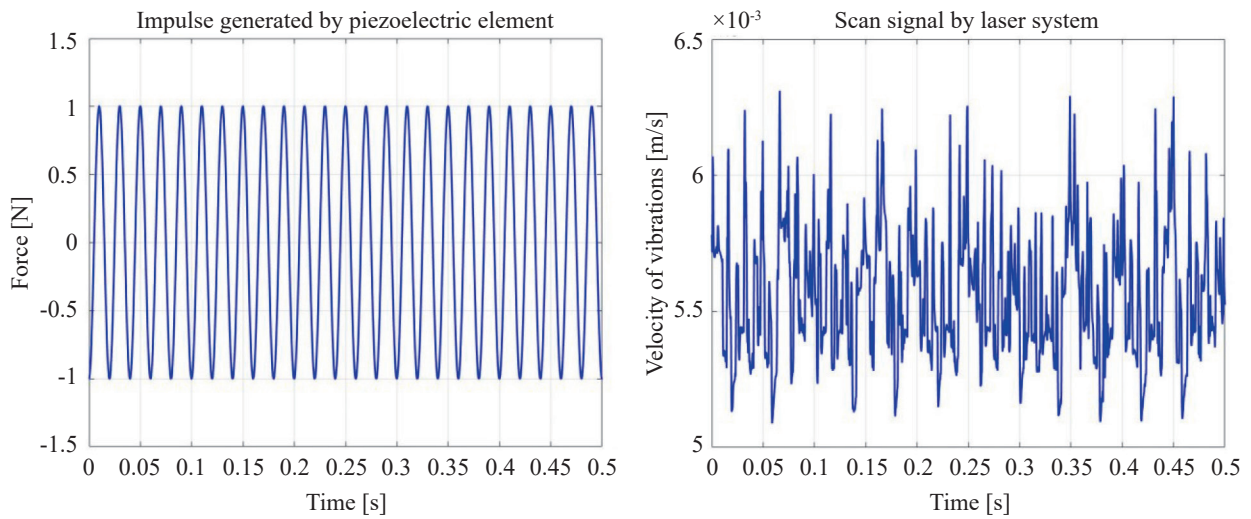 Impulse generated by piezoelectric element
1.5
1
0.5
0
-0.5
-1
-1.5
Force [N]
0 0.05 0.1 0.15 0.2 0.25 0.3 0.35 0.4 0.45 0.5
Time [s]
×10⁻³
Scan signal by laser system
6.5
6
5.5
5
Velocity of vibrations [m/s]
0 0.05 0.1 0.15 0.2 0.25 0.3 0.35 0.4 0.45 0.5
Time [s]